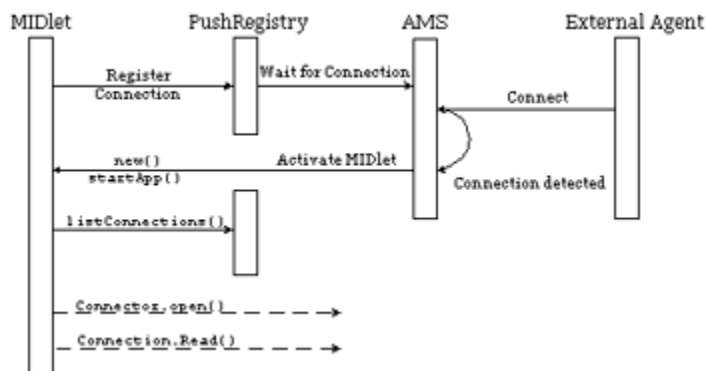 MIDlet PushRegistry AMS External Agent
Register Connection
Wait for Connection
Connect
new()
startApp()
Activate MIDlet
Connection detected
listConnections()
Connector.open()
Connection.Read()